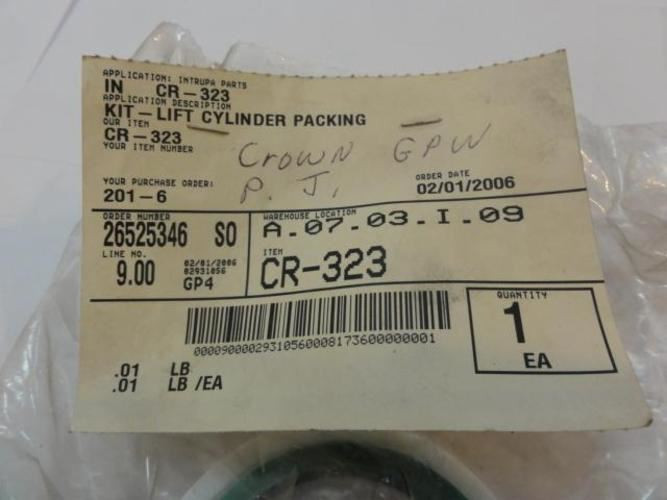 APPLICATION: INTRUPA PARTS
IN CR-323
APPLICATION DESCRIPTION
KIT - LIFT CYLINDER PACKING
OUR ITEM
CR-323
YOUR ITEM NUMBER
Crown GPW
P. J.
YOUR PURCHASE ORDER:
201-6
ORDER DATE
02/01/2006
ORDER NUMBER
26525346 SO
WAREHOUSE LOCATION
A.07.03.I.09
LINE NO.
9.00
02/01/2006
02931056
GP4
ITEM
CR-323
00009000029310560008173600000001
QUANTITY
1
EA
.01 LB
.01 LB /EA